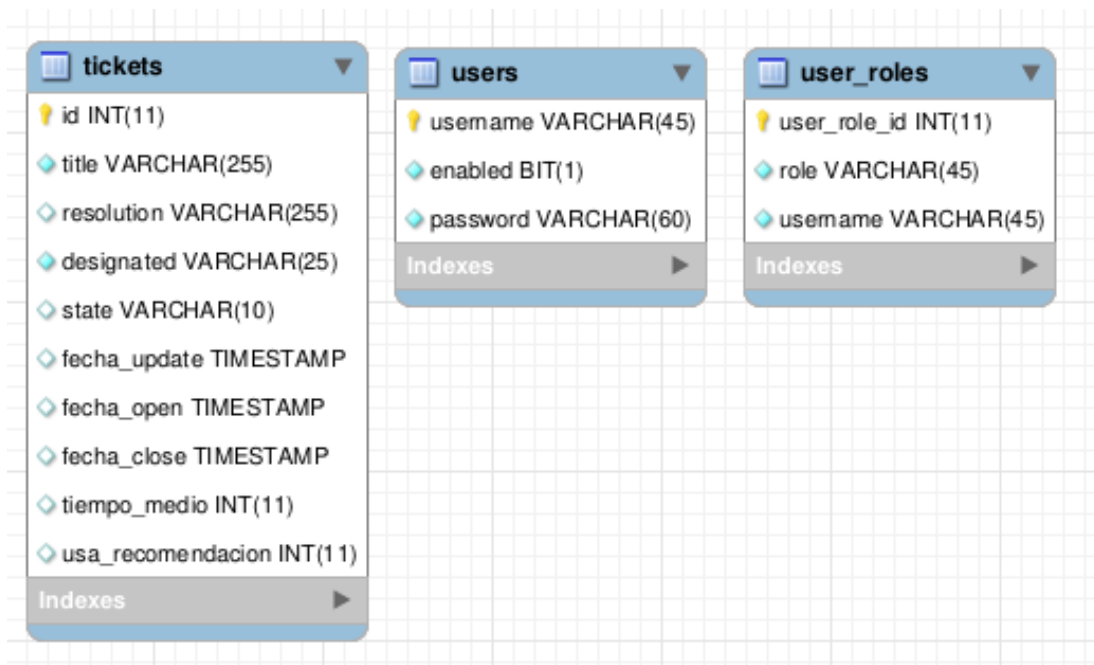 tickets
id INT(11)
title VARCHAR(255)
resolution VARCHAR(255)
designated VARCHAR(25)
state VARCHAR(10)
fecha_update TIMESTAMP
fecha_open TIMESTAMP
fecha_close TIMESTAMP
tiempo_medio INT(11)
usa_recomendacion INT(11)
Indexes
users
username VARCHAR(45)
enabled BIT(1)
password VARCHAR(60)
Indexes
user_roles
user_role_id INT(11)
role VARCHAR(45)
username VARCHAR(45)
Indexes